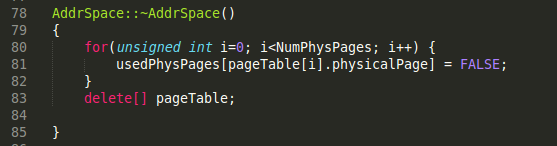 78 AddrSpace::~AddrSpace()
79 {
80 for(unsigned int i=0; i<NumPhysPages; i++) {
81 usedPhysPages[pageTable[i].physicalPage] = FALSE;
82 }
83 delete[] pageTable;
84
85 }